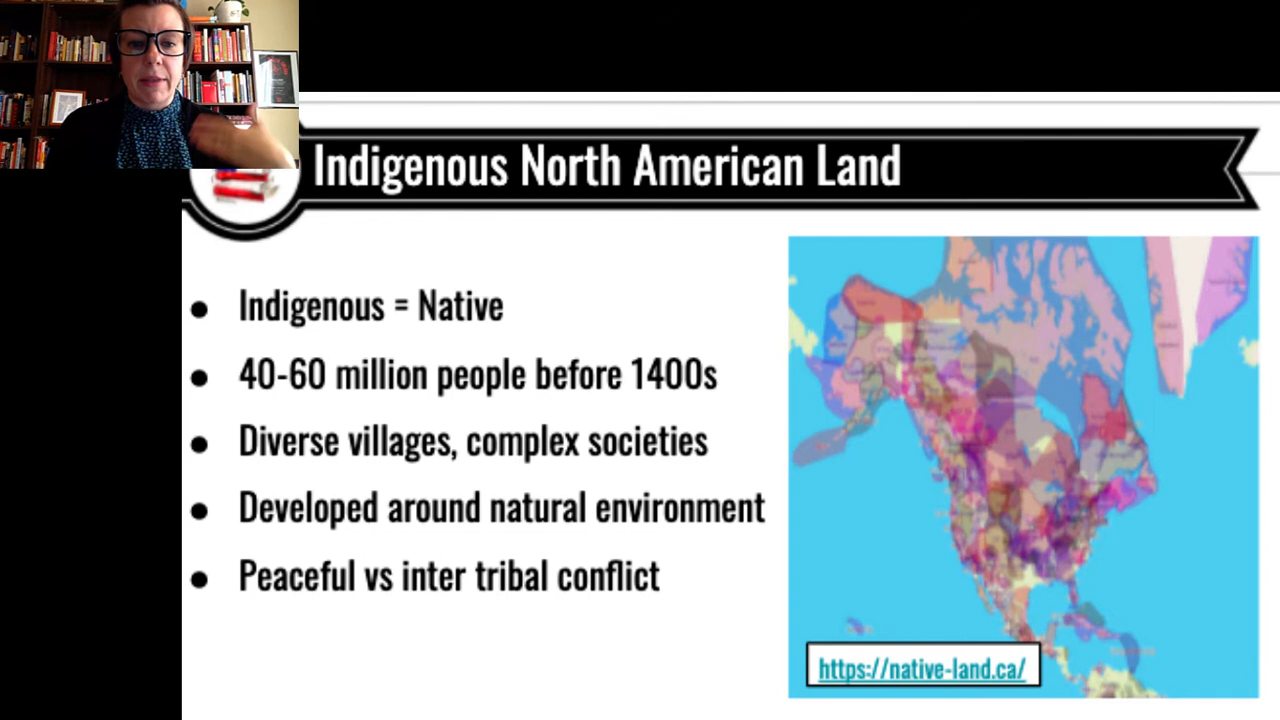 Indigenous North American Land
Indigenous = Native
40-60 million people before 1400s
Diverse villages, complex societies
Developed around natural environment
Peaceful vs inter tribal conflict
https://native-land.ca/